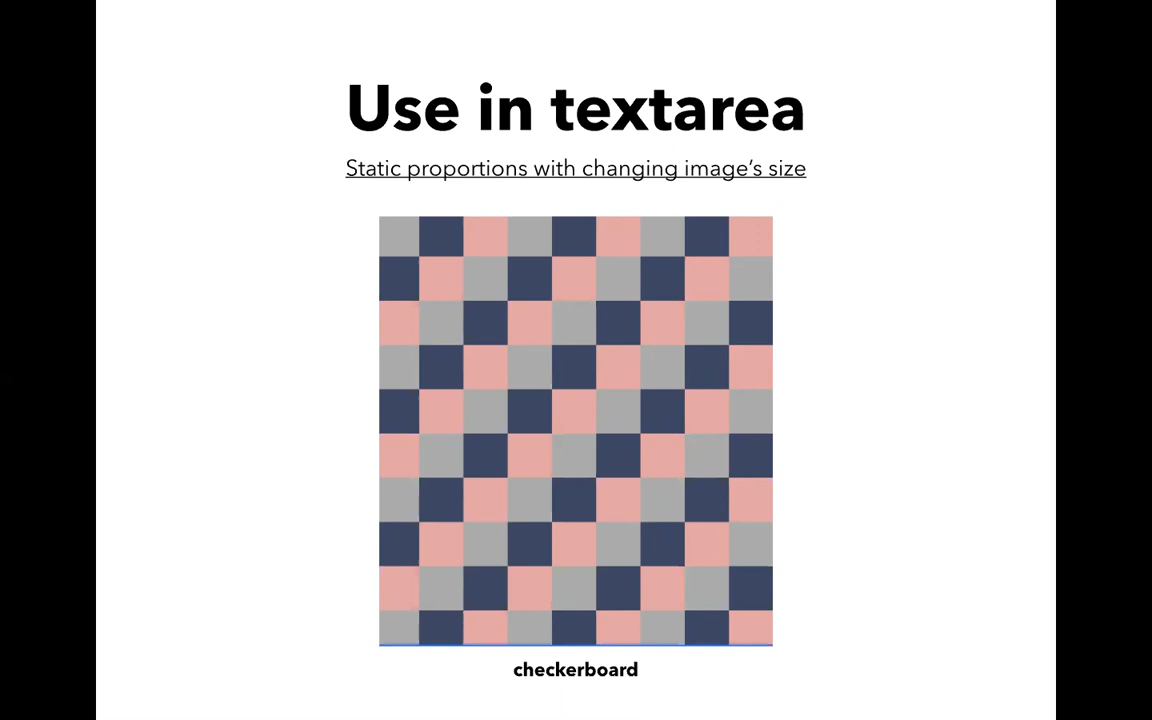 Use in textarea
Static proportions with changing image’s size
checkerboard